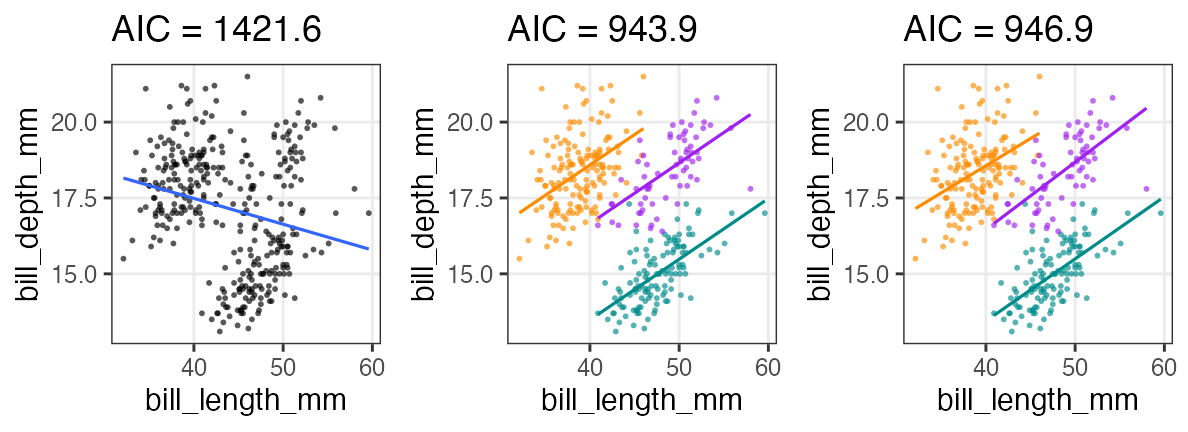 AIC = 1421.6
bill_depth_mm
20.0
17.5
15.0
40 50 60
bill_length_mm
AIC = 943.9
bill_depth_mm
20.0
17.5
15.0
40 50 60
bill_length_mm
AIC = 946.9
bill_depth_mm
20.0
17.5
15.0
40 50 60
bill_length_mm